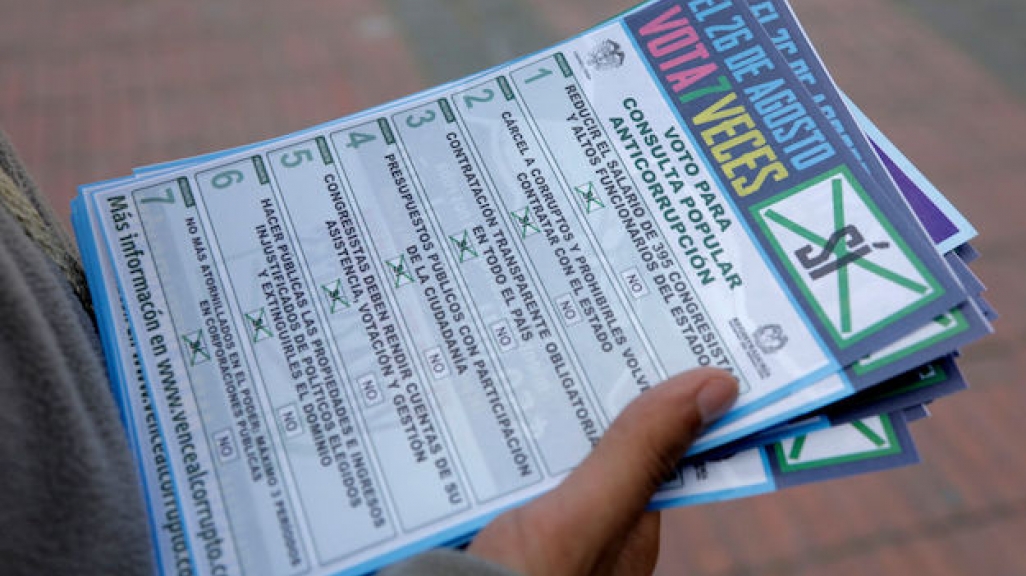 EL 26 DE AGOSTO
VOTA 7 VECES
SÍ
VOTO PARA
CONSULTA POPULAR
ANTICORRUPCIÓN
1
REDUCIR EL SALARIO DE 395 CONGRESISTA
Y ALTOS FUNCIONARIOS DEL ESTADO
NO
2
CÁRCEL A CORRUPTOS Y PROHIBIRLES VOLV
CONTRATAR CON EL ESTADO
NO
3
CONTRATACIÓN TRANSPARENTE OBLIGATORIA
EN TODO EL PAÍS
NO
4
PRESUPUESTOS PÚBLICOS CON PARTICIPACIÓN
DE LA CIUDADANÍA
NO
5
CONGRESISTAS DEBEN RENDIR CUENTAS DE SU
ASISTENCIA, VOTACIÓN Y GESTIÓN
NO
6
HACER PÚBLICAS LAS PROPIEDADES E INGRESOS
INJUSTIFICADOS DE POLÍTICOS ELEGIDOS
Y EXTINGUIRLES EL DOMINIO
NO
7
NO MÁS ATORNILLADOS EN EL PODER: MÁXIMO 3 PERIODOS
EN CORPORACIONES PÚBLICAS
NO
Más información en www.vencealcorrupto.com